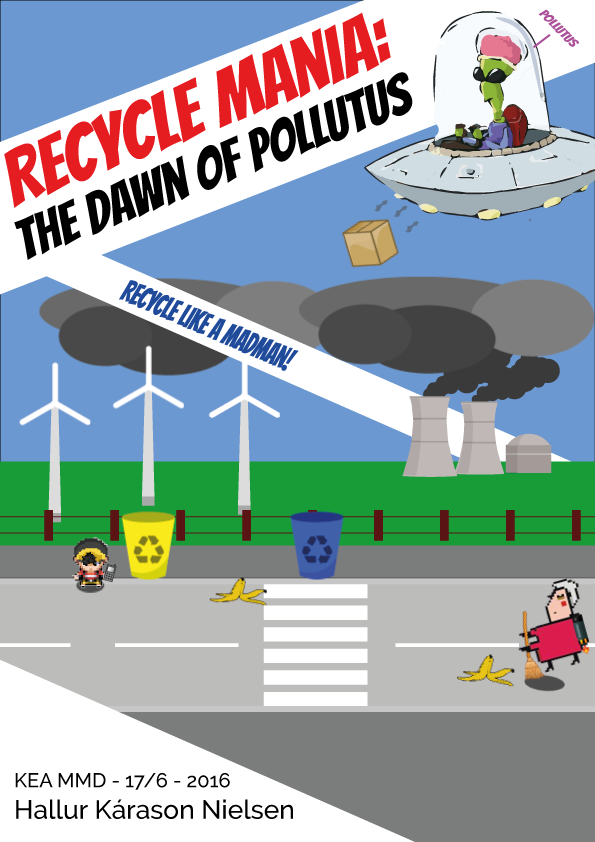 POLLUTUS
RECYCLE MANIA:
THE DAWN OF POLLUTUS
RECYCLE LIKE A MADMAN!
KEA MMD - 17/6 - 2016
Hallur Kárason Nielsen